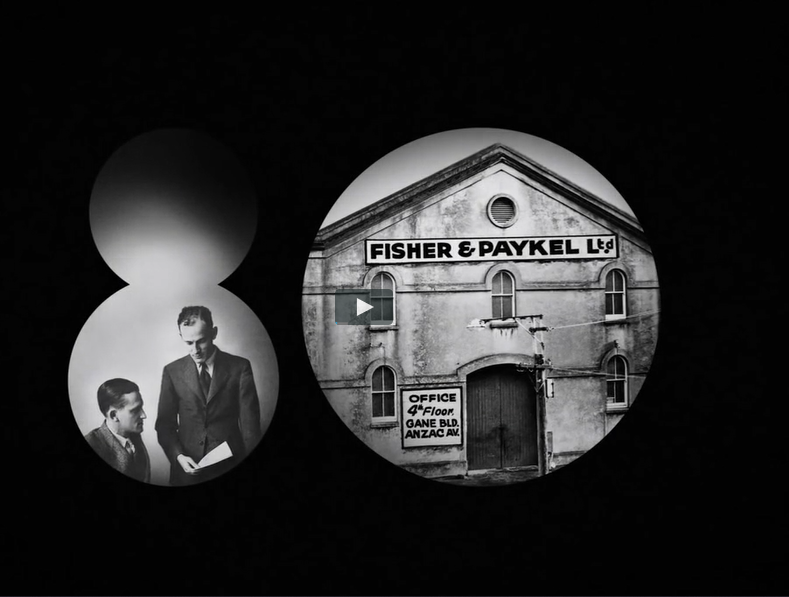 FISHER & PAYKEL Ltd
OFFICE
4th Floor.
GANE BLD.
ANZAC AV.